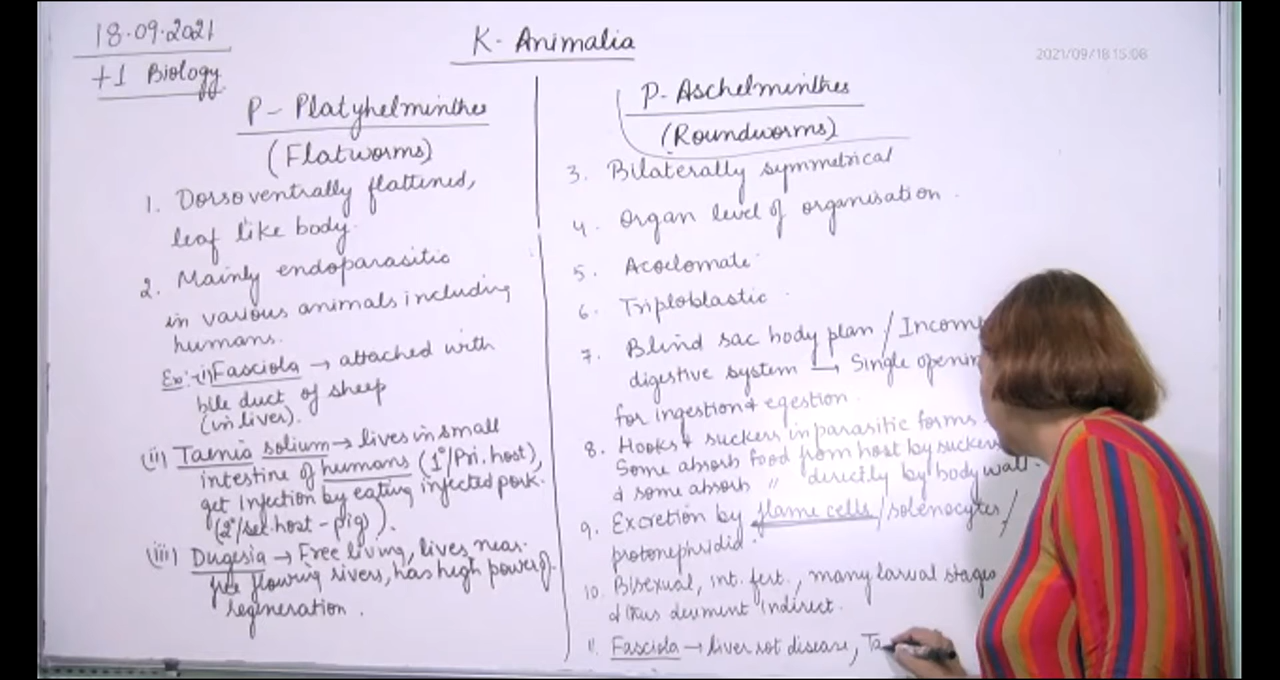 18.09.2021
+1 Biology
K- Animalia
2021/09/18 15:06
P- Platyhelminthes
(Flatworms)
1. Dorsoventrally flattened,
leaf like body.
2. Mainly endoparasitic
in various animals including
humans.
Ex:-(i) Fasciola → attached with
bile duct of sheep
(in liver).
(ii) Taenia solium → lives in small
intestine of humans (1°/Pri. host),
get infection by eating infected pork.
(2°/sec host - pig).
(iii) Dugesia → Free living, lives near
free flowing rivers, has high power of
regeneration.
P- Aschelminthes
(Roundworms)
3. Bilaterally symmetrical
4. Organ level of organisation.
5. Acoelomate
6. Triploblastic.
7. Blind sac body plan / Incomp
digestive system → Single openin
for ingestion & egestion.
8. Hooks & suckers in parasitic forms.
Some absorb food from host by suckers
& some absorb " directly by body wall.
9. Excretion by flame cells/solenocytes/
protonephridia.
10. Bisexual, int. fert., many larval stages
& thus indirect.
11. Fasciola → liver rot disease, Ta